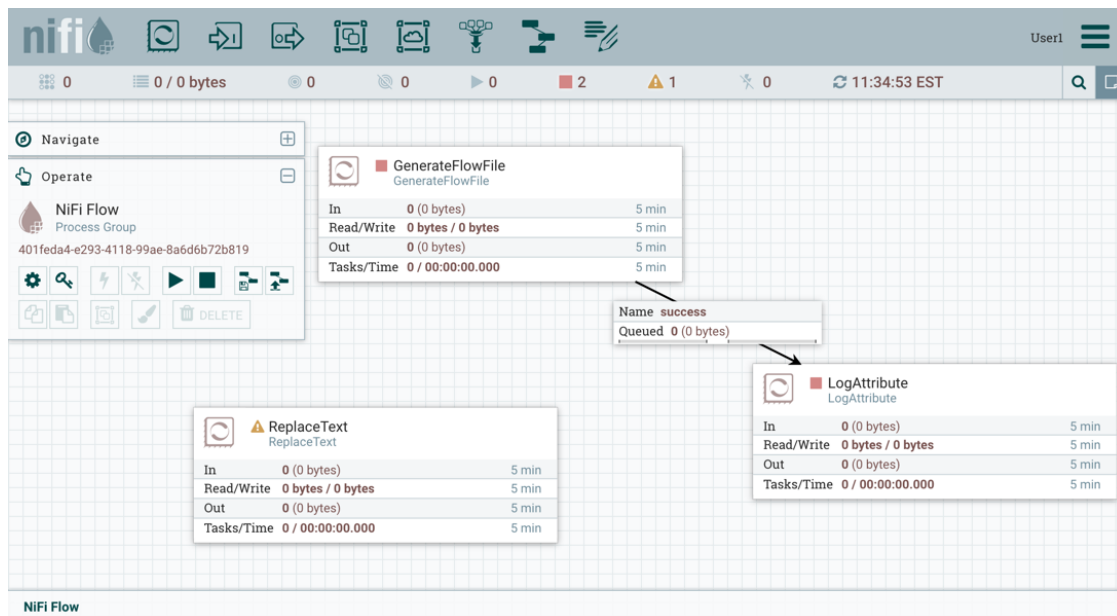 nifi
User1
0
0 / 0 bytes
0
0
0
2
1
0
11:34:53 EST
Navigate
Operate
NiFi Flow
Process Group
401feda4-e293-4118-99ae-8a6d6b72b819
DELETE
GenerateFlowFile
GenerateFlowFile
In 0 (0 bytes) 5 min
Read/Write 0 bytes / 0 bytes 5 min
Out 0 (0 bytes) 5 min
Tasks/Time 0 / 00:00:00.000 5 min
Name success
Queued 0 (0 bytes)
LogAttribute
LogAttribute
In 0 (0 bytes) 5 min
Read/Write 0 bytes / 0 bytes 5 min
Out 0 (0 bytes) 5 min
Tasks/Time 0 / 00:00:00.000 5 min
ReplaceText
ReplaceText
In 0 (0 bytes) 5 min
Read/Write 0 bytes / 0 bytes 5 min
Out 0 (0 bytes) 5 min
Tasks/Time 0 / 00:00:00.000 5 min
NiFi Flow